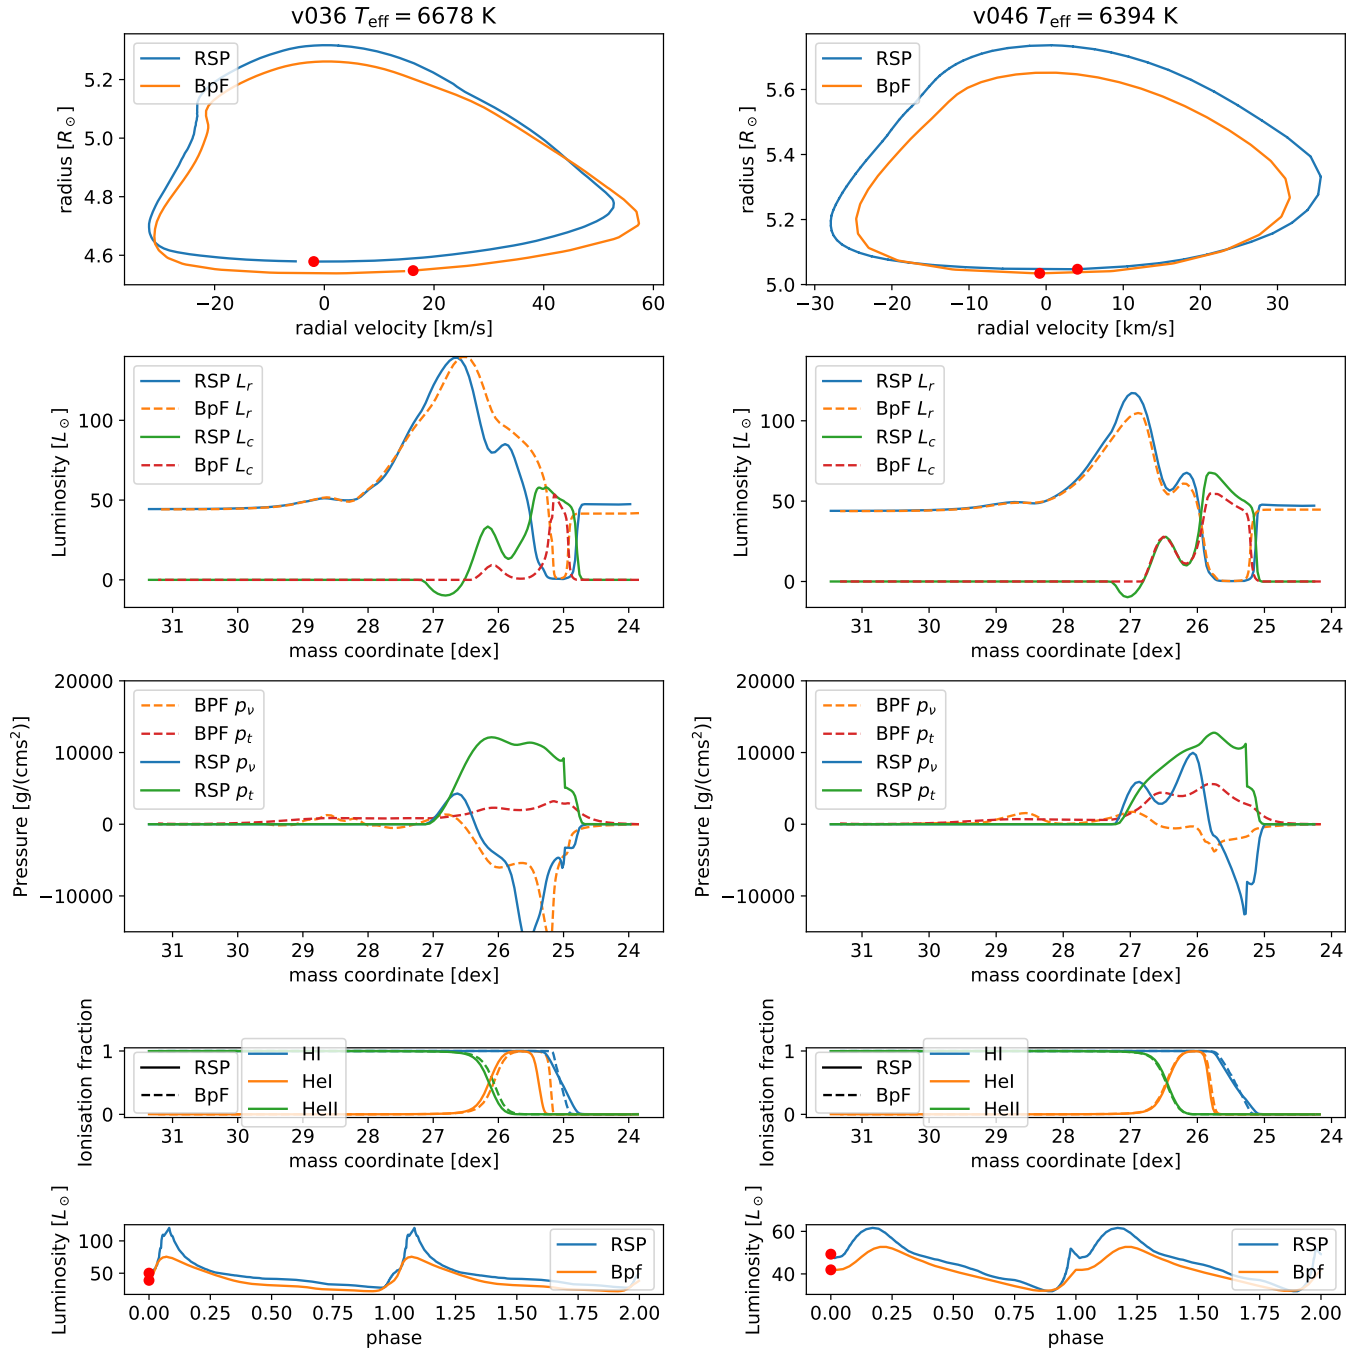 v036 T_eff = 6678 K
RSP
BpF
5.2
5.0
4.8
4.6
radius [R_⊙]
−20
0
20
40
60
radial velocity [km/s]
v046 T_eff = 6394 K
RSP
BpF
5.6
5.4
5.2
5.0
radius [R_⊙]
−30
−20
−10
0
10
20
30
radial velocity [km/s]
RSP L_r
BpF L_r
RSP L_c
BpF L_c
100
50
0
Luminosity [L_⊙]
31
30
29
28
27
26
25
24
mass coordinate [dex]
RSP L_r
BpF L_r
RSP L_c
BpF L_c
100
50
0
Luminosity [L_⊙]
31
30
29
28
27
26
25
24
mass coordinate [dex]
BPF p_ν
BPF p_t
RSP p_ν
RSP p_t
20000
10000
0
−10000
Pressure [g/(cms²)]
31
30
29
28
27
26
25
24
mass coordinate [dex]
BPF p_ν
BPF p_t
RSP p_ν
RSP p_t
20000
10000
0
−10000
Pressure [g/(cms²)]
31
30
29
28
27
26
25
24
mass coordinate [dex]
Ionisation fraction
1
0
RSP
BpF
HI
HeI
HeII
31
30
29
28
27
26
25
24
mass coordinate [dex]
Ionisation fraction
1
0
RSP
BpF
HI
HeI
HeII
31
30
29
28
27
26
25
24
mass coordinate [dex]
Luminosity [L_⊙]
100
50
RSP
Bpf
0.00
0.25
0.50
0.75
1.00
1.25
1.50
1.75
2.00
phase
Luminosity [L_⊙]
60
40
RSP
Bpf
0.00
0.25
0.50
0.75
1.00
1.25
1.50
1.75
2.00
phase